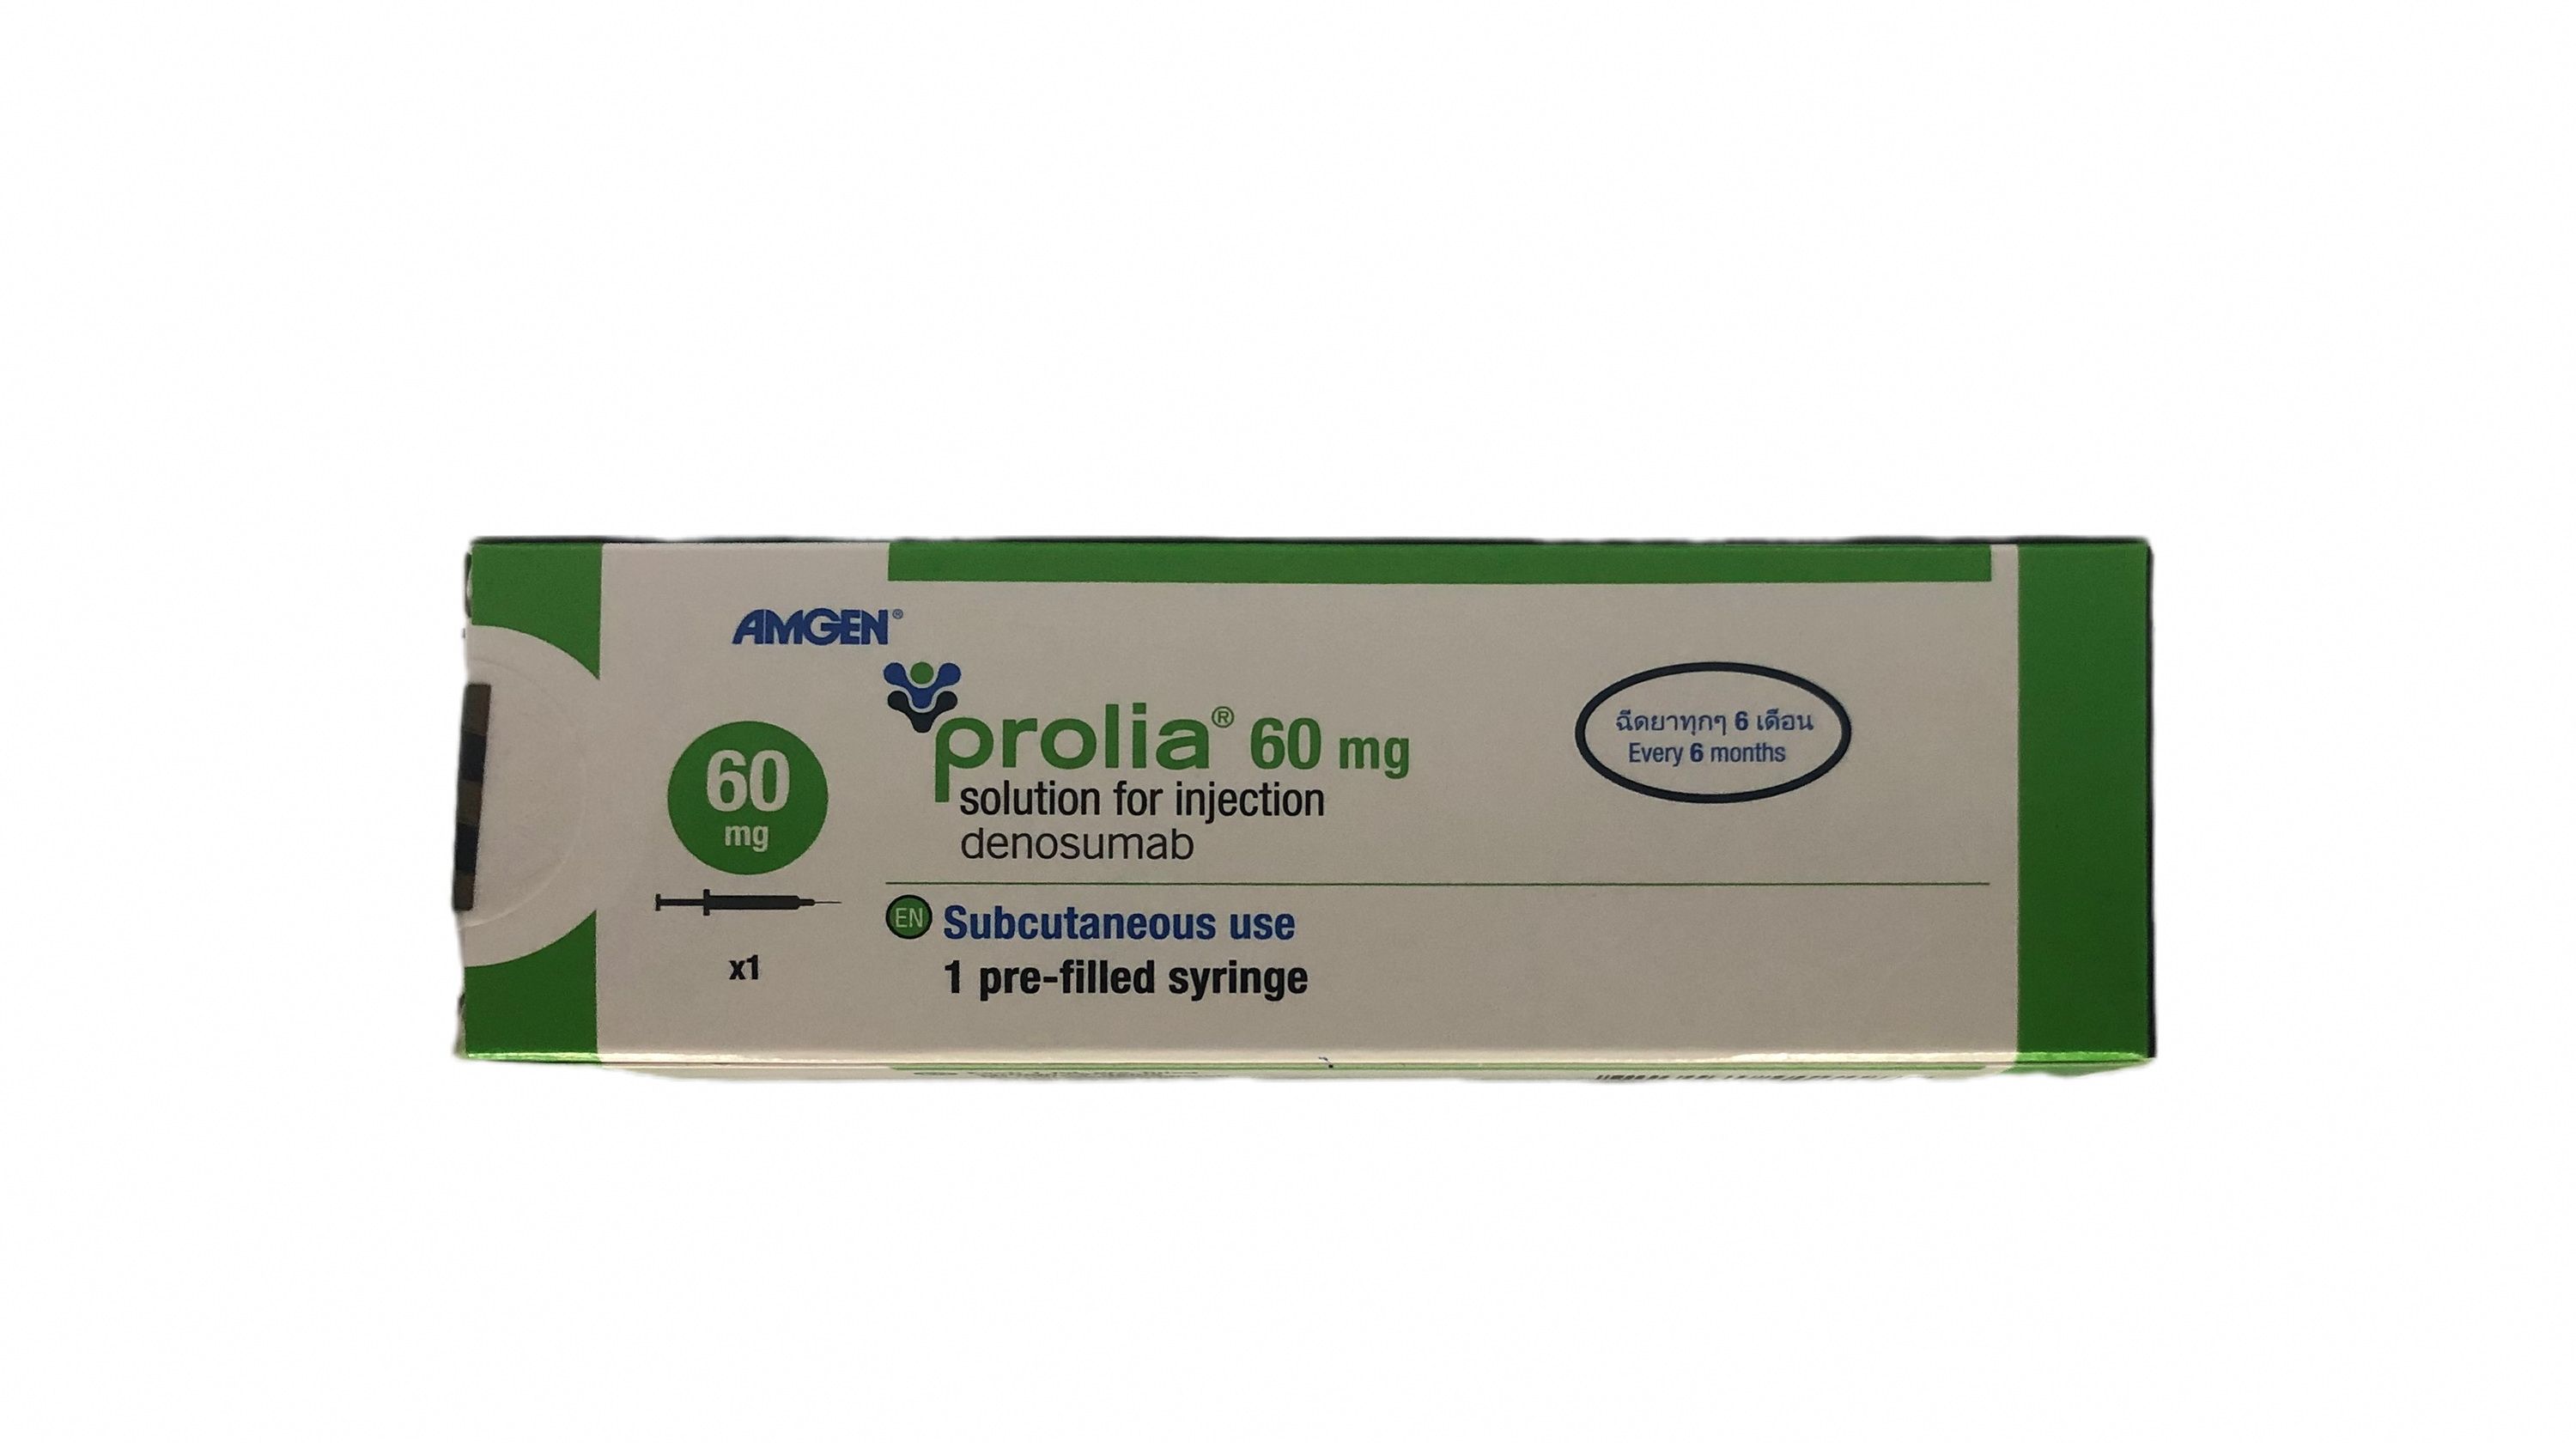 AMGEN®
prolia® 60 mg
solution for injection
denosumab
60
mg
x1
ฉีดยาทุกๆ 6 เดือน
Every 6 months
EN Subcutaneous use
1 pre-filled syringe